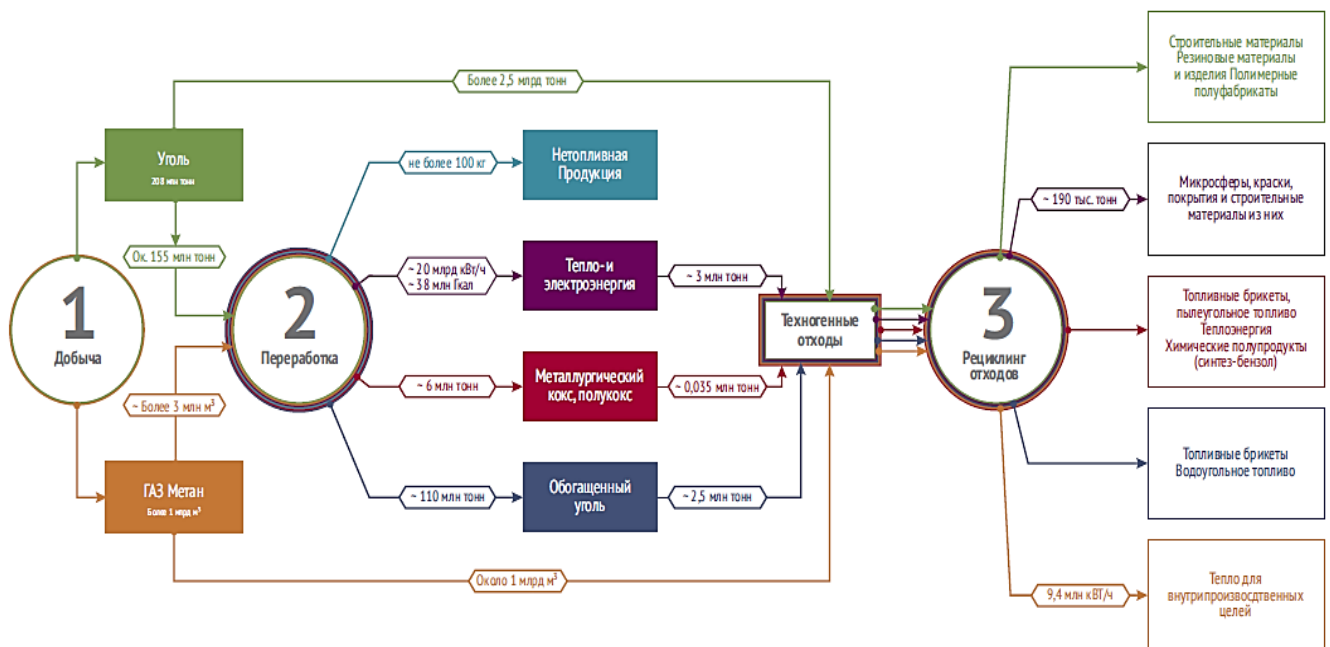 1
Добыча
Уголь
208 млн тонн
Ок. 155 млн тонн
~ Более 3 млн м³
ГАЗ Метан
Более 1 млрд м³
Более 2,5 млрд тонн
2
Переработка
не более 100 кг
Нетопливная
Продукция
~ 20 млрд кВт/ч
~ 38 млн Гкал
Тепло- и
электроэнергия
~ 3 млн тонн
~ 6 млн тонн
Металлургический
кокс, полукокс
~ 0,035 млн тонн
~ 110 млн тонн
Обогащенный
уголь
~ 2,5 млн тонн
Около 1 млрд м³
Техногенные
отходы
3
Рециклинг
отходов
Строительные материалы
Резиновые материалы
и изделия Полимерные
полуфабрикаты
~ 190 тыс. тонн
Микросферы, краски,
покрытия и строительные
материалы из них
Топливные брикеты,
пылеугольное топливо
Теплоэнергия
Химические полупродукты
(синтез-бензол)
Топливные брикеты
Водоугольное топливо
9,4 млн кВТ/ч
Тепло для
внутрипроизвосдтвенных
целей